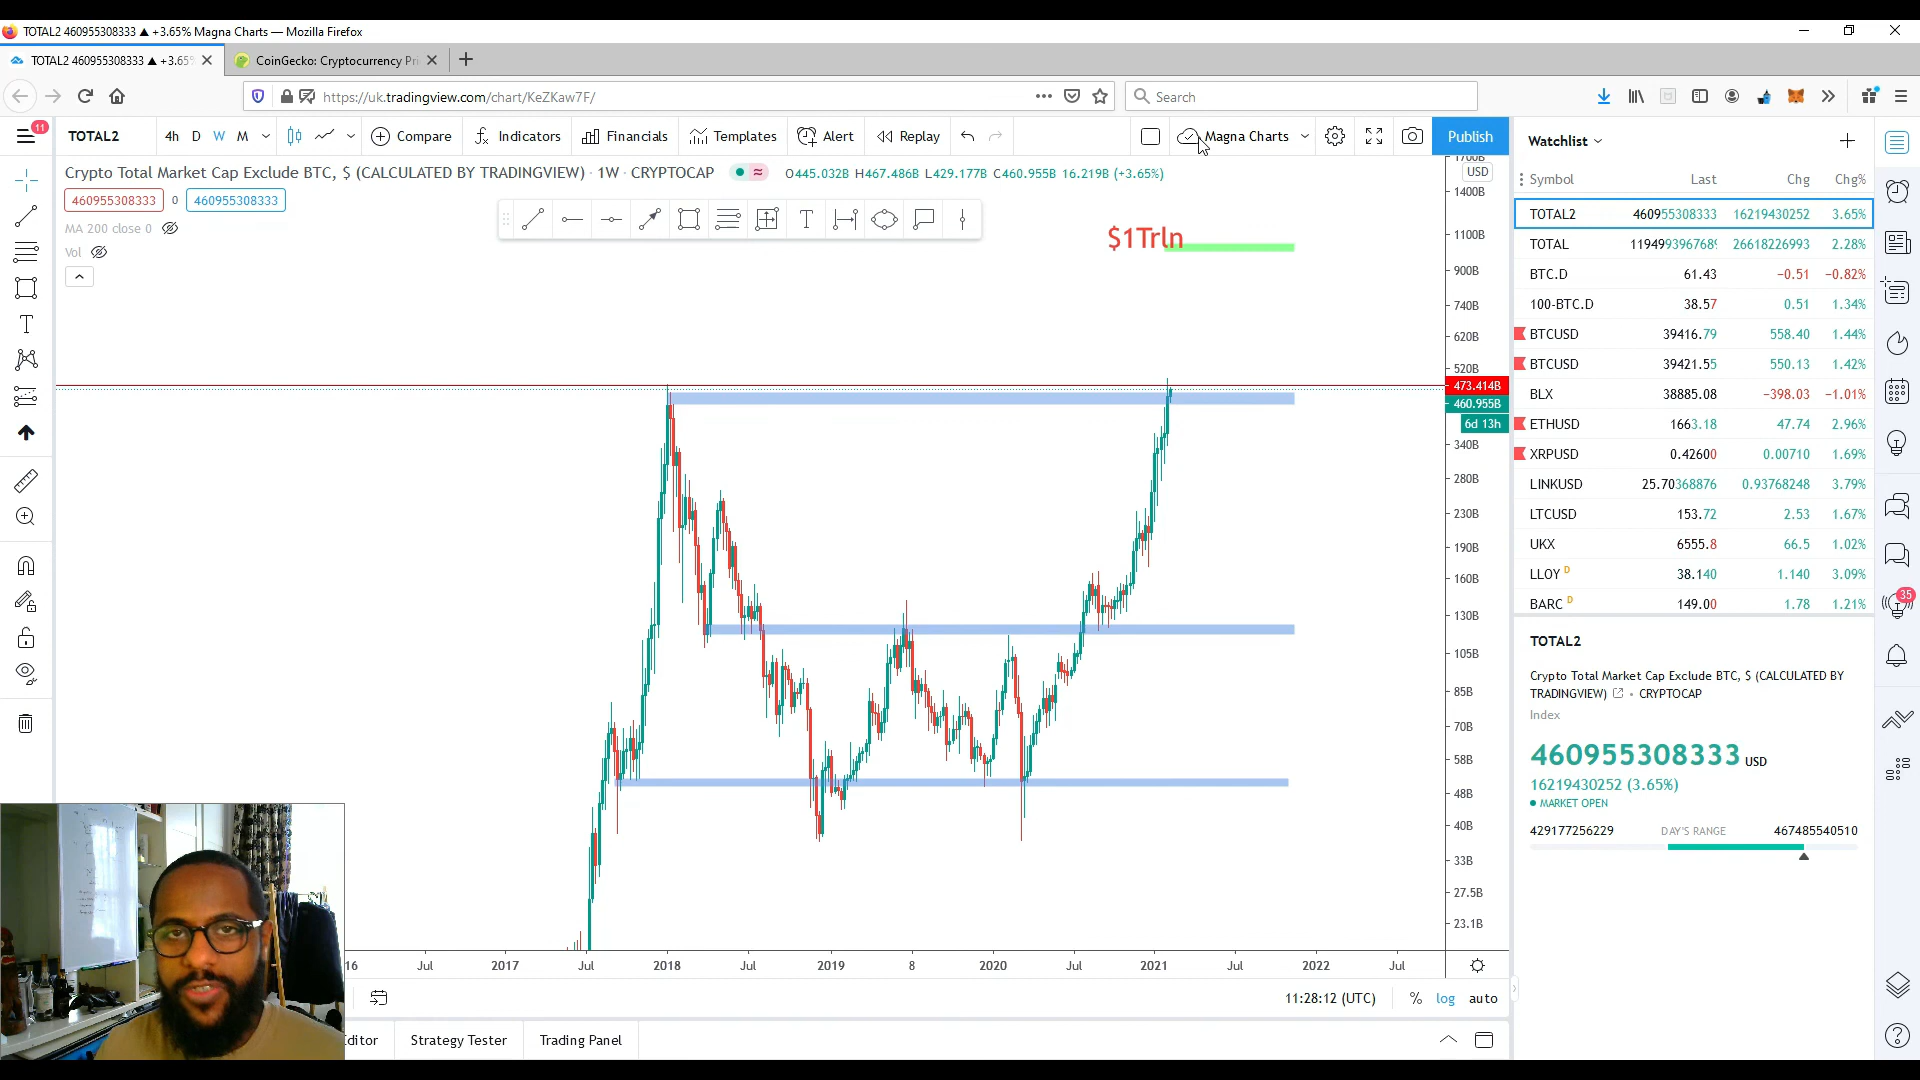 TOTAL2 460955308333 ▲ +3.65% Magna Charts — Mozilla Firefox
TOTAL2 460955308333 ▲ +3.65%
CoinGecko: Cryptocurrency Pri
https://uk.tradingview.com/chart/KeZKaw7F/
Search
11
TOTAL2
4h D W M
Compare
Indicators
Financials
Templates
Alert
Replay
Magna Charts
Publish
Crypto Total Market Cap Exclude BTC, $ (CALCULATED BY TRADINGVIEW) · 1W · CRYPTOCAP
O445.032B H467.486B L429.177B C460.955B 16.219B (+3.65%)
460955308333 0 460955308333
MA 200 close 0
Vol
$1Trln
USD
1700B
1400B
1100B
900B
740B
620B
520B
473.414B
460.955B
6d 13h
340B
280B
230B
190B
160B
130B
105B
85B
70B
58B
48B
40B
33B
27.5B
23.1B
16 Jul 2017 Jul 2018 Jul 2019 8 2020 Jul 2021 Jul 2022 Jul
11:28:12 (UTC) % log auto
ditor
Strategy Tester
Trading Panel
Watchlist
Symbol Last Chg Chg%
TOTAL2 460955308333 16219430252 3.65%
TOTAL 26618226993 2.28%
BTC.D 61.43 −0.51 −0.82%
100-BTC.D 38.57 0.51 1.34%
BTCUSD 39416.79 558.40 1.44%
BTCUSD 39421.55 550.13 1.42%
BLX 38885.08 −398.03 −1.01%
ETHUSD 1663.18 47.74 2.96%
XRPUSD 0.42600 0.00710 1.69%
LINKUSD 25.70368876 0.93768248 3.79%
LTCUSD 153.72 2.53 1.67%
UKX 6555.8 66.5 1.02%
LLOY D 38.140 1.140 3.09%
BARC D 149.00 1.78 1.21%
35
TOTAL2
Crypto Total Market Cap Exclude BTC, $ (CALCULATED BY
TRADINGVIEW) • CRYPTOCAP
Index
460955308333 USD
16219430252 (3.65%)
MARKET OPEN
429177256229 DAY'S RANGE 467485540510